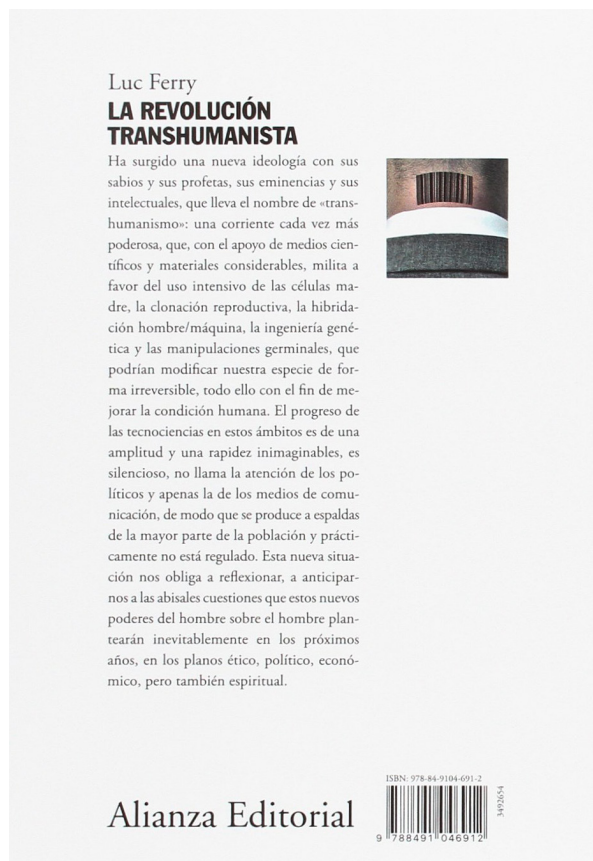 Luc Ferry
LA REVOLUCIÓN
TRANSHUMANISTA
Ha surgido una nueva ideología con sus
sabios y sus profetas, sus eminencias y sus
intelectuales, que lleva el nombre de «trans-
humanismo»: una corriente cada vez más
poderosa, que, con el apoyo de medios cien-
tíficos y materiales considerables, milita a
favor del uso intensivo de las células ma-
dre, la clonación reproductiva, la hibrida-
ción hombre/máquina, la ingeniería gené-
tica y las manipulaciones germinales, que
podrían modificar nuestra especie de for-
ma irreversible, todo ello con el fin de me-
jorar la condición humana. El progreso de
las tecnociencias en estos ámbitos es de una
amplitud y una rapidez inimaginables, es
silencioso, no llama la atención de los po-
líticos y apenas la de los medios de comu-
nicación, de modo que se produce a espaldas
de la mayor parte de la población y prácti-
camente no está regulado. Esta nueva situa-
ción nos obliga a reflexionar, a anticipar-
nos a las abisales cuestiones que estos nuevos
poderes del hombre sobre el hombre plan-
tearán inevitablemente en los próximos
años, en los planos ético, político, econó-
mico, pero también espiritual.
Alianza Editorial
ISBN: 978-84-9104-691-2
9 788491 046912
3492654